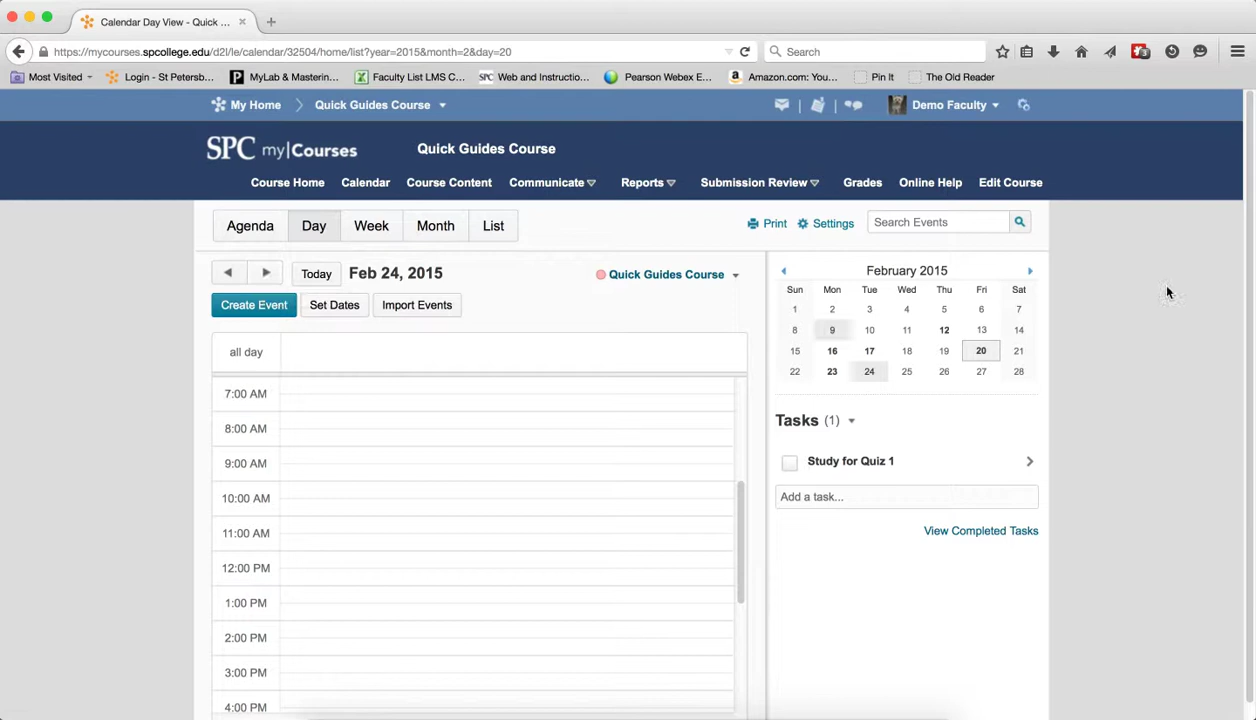 Calendar Day View - Quick ...
https://mycourses.spcollege.edu/d2l/le/calendar/32504/home/list?year=2015&month=2&day=20
Search
Most Visited
Login - St Petersb...
MyLab & Mastering...
Faculty List LMS C...
Web and Instructio...
Pearson Webex E...
Amazon.com: You...
Pin It
The Old Reader
My Home
Quick Guides Course
Demo Faculty
SPC my|Courses
Quick Guides Course
Course Home
Calendar
Course Content
Communicate
Reports
Submission Review
Grades
Online Help
Edit Course
Agenda
Day
Week
Month
List
Print
Settings
Search Events
Today
Feb 24, 2015
Quick Guides Course
Create Event
Set Dates
Import Events
all day
7:00 AM
8:00 AM
9:00 AM
10:00 AM
11:00 AM
12:00 PM
1:00 PM
2:00 PM
3:00 PM
4:00 PM
February 2015
Sun Mon Tue Wed Thu Fri Sat
1 2 3 4 5 6 7
8 9 10 11 12 13 14
15 16 17 18 19 20 21
22 23 24 25 26 27 28
Tasks (1)
Study for Quiz 1
Add a task...
View Completed Tasks